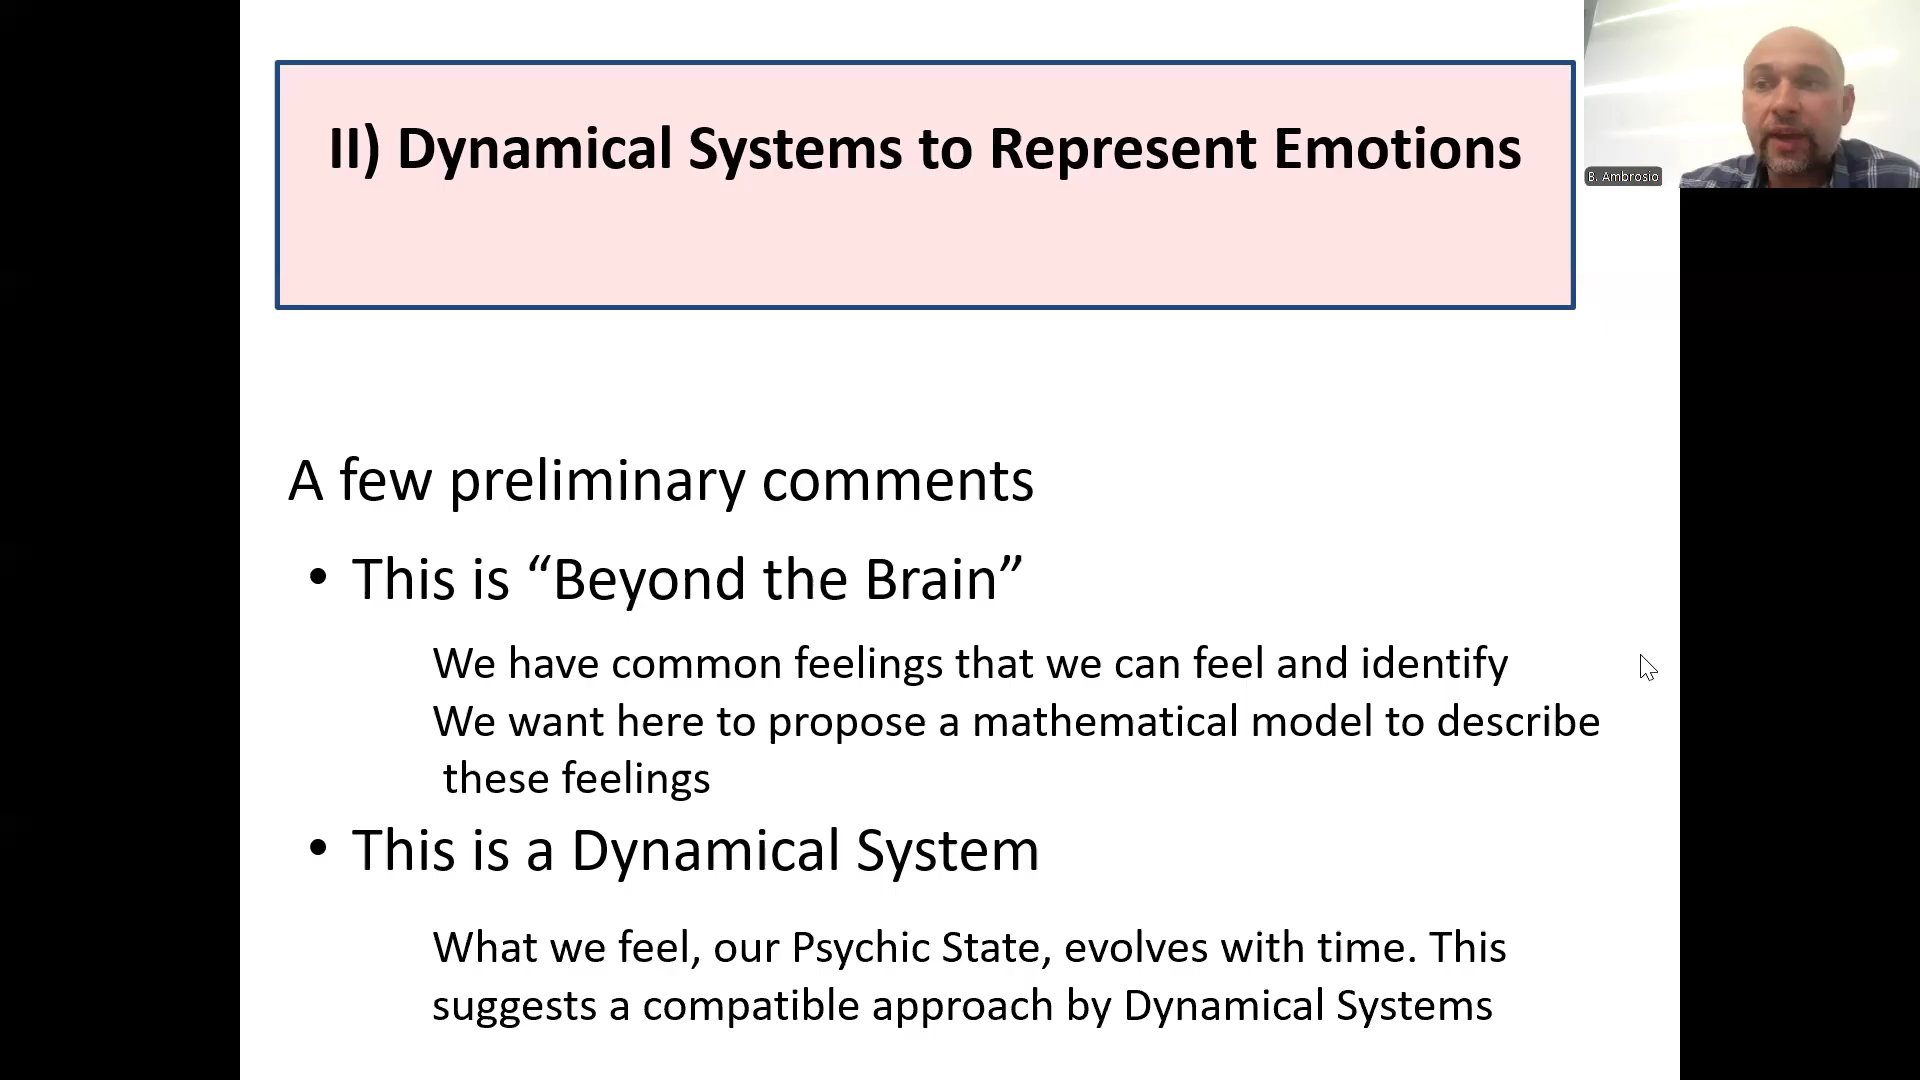 II) Dynamical Systems to Represent Emotions
B. Ambrosio
A few preliminary comments
• This is “Beyond the Brain”
We have common feelings that we can feel and identify
We want here to propose a mathematical model to describe
these feelings
• This is a Dynamical System
What we feel, our Psychic State, evolves with time. This
suggests a compatible approach by Dynamical Systems